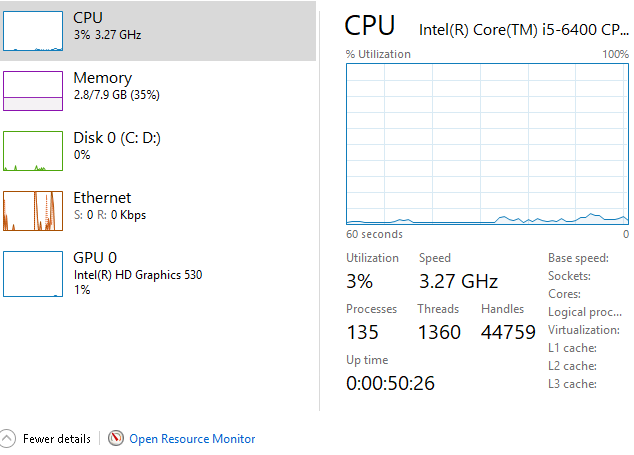 CPU
3% 3.27 GHz
Memory
2.8/7.9 GB (35%)
Disk 0 (C: D:)
0%
Ethernet
S: 0 R: 0 Kbps
GPU 0
Intel(R) HD Graphics 530
1%
CPU Intel(R) Core(TM) i5-6400 CP...
% Utilization 100%
60 seconds 0
Utilization Speed
3% 3.27 GHz
Processes Threads Handles
135 1360 44759
Up time
0:00:50:26
Base speed:
Sockets:
Cores:
Logical proc...
Virtualization:
L1 cache:
L2 cache:
L3 cache:
Fewer details Open Resource Monitor